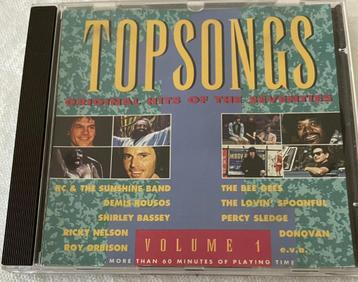 TOPSONGS
ORIGINAL HITS OF THE SEVENTIES
KC & THE SUNSHINE BAND
DEMIS ROUSOS
SHIRLEY BASSEY
RICKY NELSON
ROY ORBISON
THE BEE GEES
THE LOVIN' SPOONFUL
PERCY SLEDGE
DONOVAN
e.v.a.
VOLUME 1
MORE THAN 60 MINUTES OF PLAYING TIME